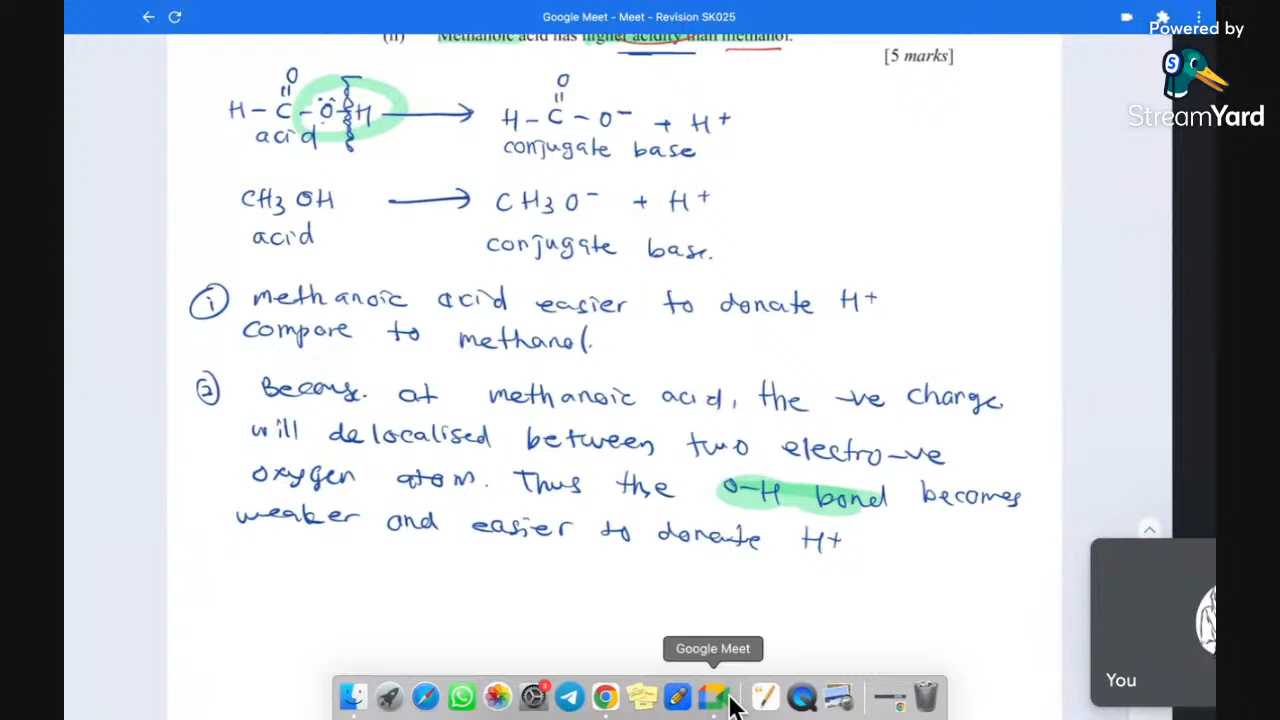 Google Meet - Meet - Revision SK025
Powered by
StreamYard
(ii) Methanoic acid has higher acidity than methanol.
[5 marks]
O
H - C - O - H
acid
O
H - C - O⁻ + H+
conjugate base
CH3 OH
acid
CH3O⁻ + H+
conjugate base.
① methanoic acid easier to donate H+
compare to methanol.
② Becaus. at methanoic acid, the -ve charge
will delocalised between two electro-ve
oxygen atom. Thus the O-H bond becomes
weaker and easier to donate H+
Google Meet
You